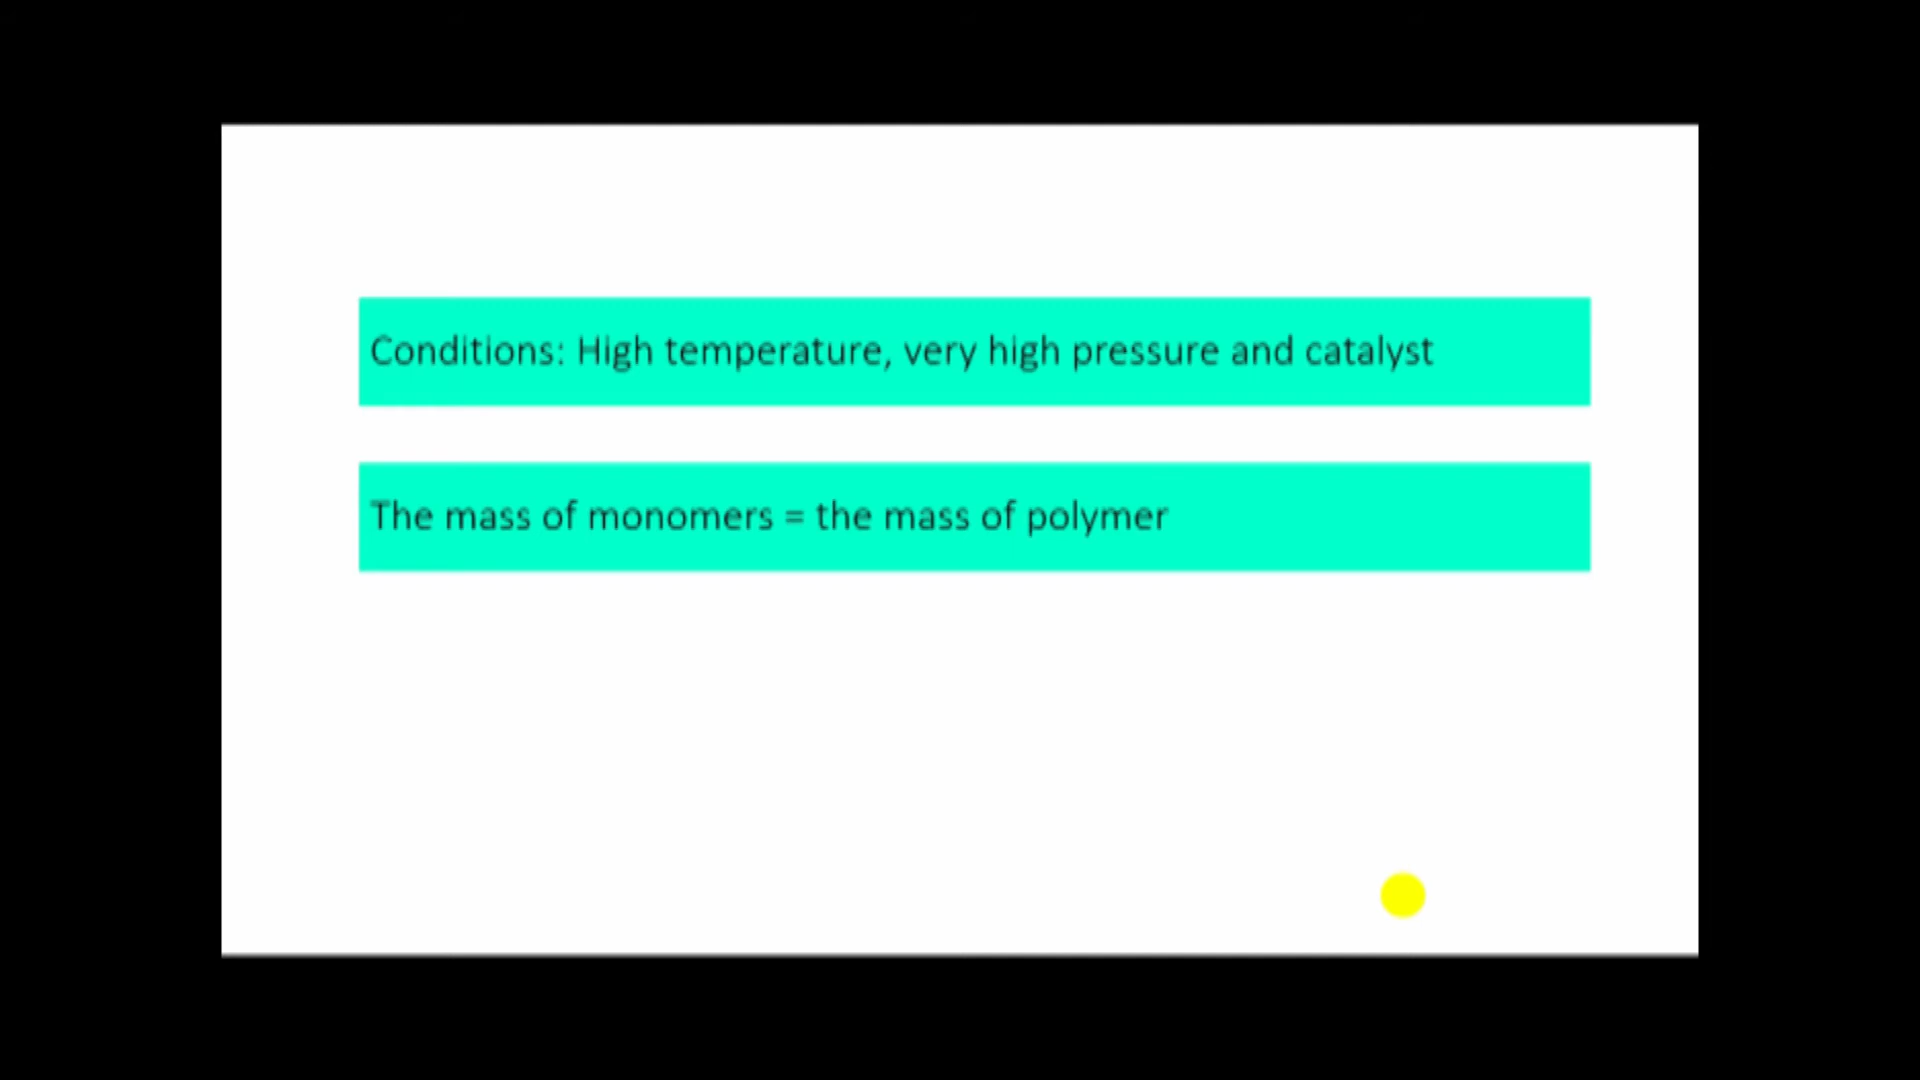 Conditions: High temperature, very high pressure and catalyst
The mass of monomers = the mass of polymer